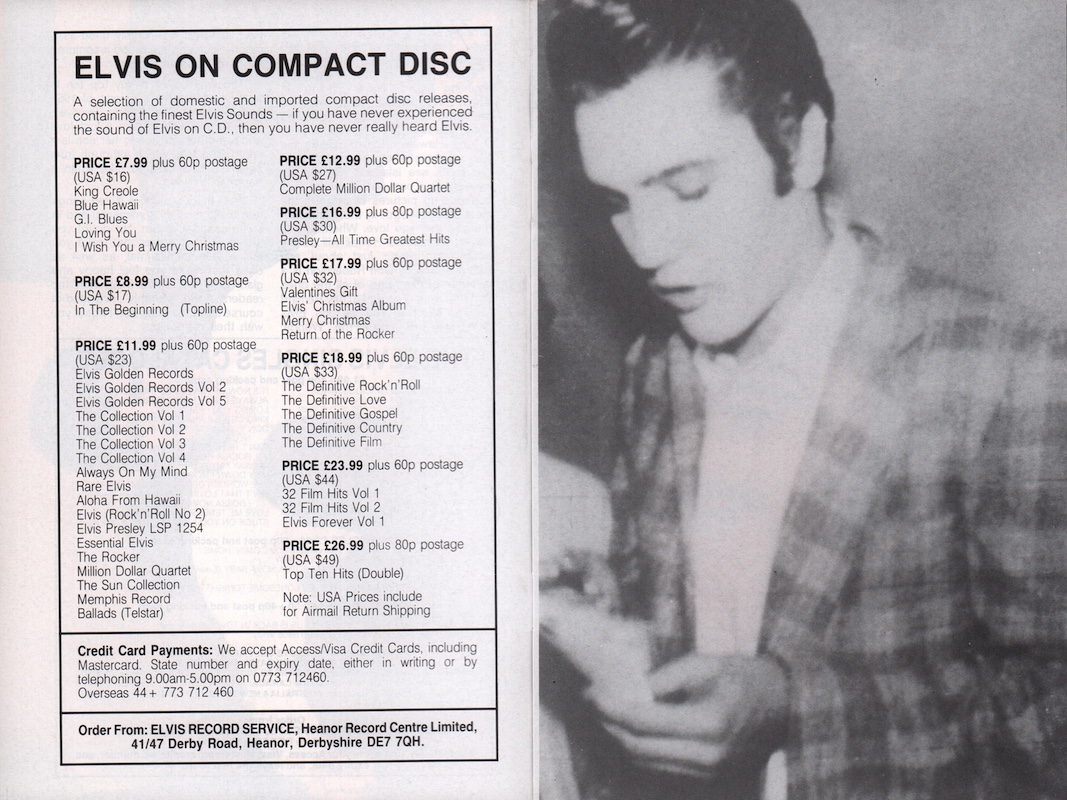 ELVIS ON COMPACT DISC
A selection of domestic and imported compact disc releases,
containing the finest Elvis Sounds — if you have never experienced
the sound of Elvis on C.D., then you have never really heard Elvis.
PRICE £7.99 plus 60p postage
(USA $16)
King Creole
Blue Hawaii
G.I. Blues
Loving You
I Wish You a Merry Christmas
PRICE £8.99 plus 60p postage
(USA $17)
In The Beginning (Topline)
PRICE £11.99 plus 60p postage
(USA $23)
Elvis Golden Records
Elvis Golden Records Vol 2
Elvis Golden Records Vol 5
The Collection Vol 1
The Collection Vol 2
The Collection Vol 3
The Collection Vol 4
Always On My Mind
Rare Elvis
Aloha From Hawaii
Elvis (Rock'n'Roll No 2)
Elvis Presley LSP 1254
Essential Elvis
The Rocker
Million Dollar Quartet
The Sun Collection
Memphis Record
Ballads (Telstar)
PRICE £12.99 plus 60p postage
(USA $27)
Complete Million Dollar Quartet
PRICE £16.99 plus 80p postage
(USA $30)
Presley—All Time Greatest Hits
PRICE £17.99 plus 60p postage
(USA $32)
Valentines Gift
Elvis' Christmas Album
Merry Christmas
Return of the Rocker
PRICE £18.99 plus 60p postage
(USA $33)
The Definitive Rock'n'Roll
The Definitive Love
The Definitive Gospel
The Definitive Country
The Definitive Film
PRICE £23.99 plus 60p postage
(USA $44)
32 Film Hits Vol 1
32 Film Hits Vol 2
Elvis Forever Vol 1
PRICE £26.99 plus 80p postage
(USA $49)
Top Ten Hits (Double)
Note: USA Prices include
for Airmail Return Shipping
Credit Card Payments: We accept Access/Visa Credit Cards, including
Mastercard. State number and expiry date, either in writing or by
telephoning 9.00am-5.00pm on 0773 712460.
Overseas 44+ 773 712 460
Order From: ELVIS RECORD SERVICE, Heanor Record Centre Limited,
41/47 Derby Road, Heanor, Derbyshire DE7 7QH.